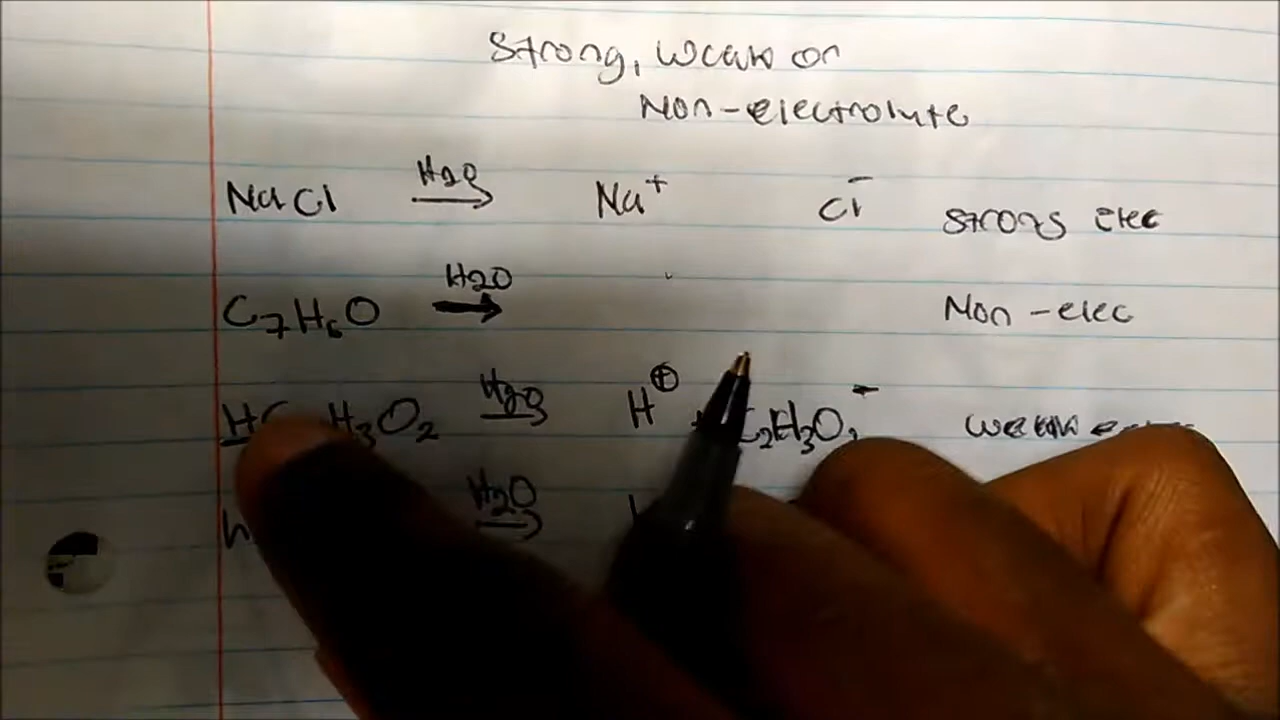 Strong, weak or
Non-electrolyte
NaCl H2O → Na+ Cl- strong elec
C7H6O H2O → Non-elec
H H3O2 H2O → H+ + C2H3O2- weak
H2O →